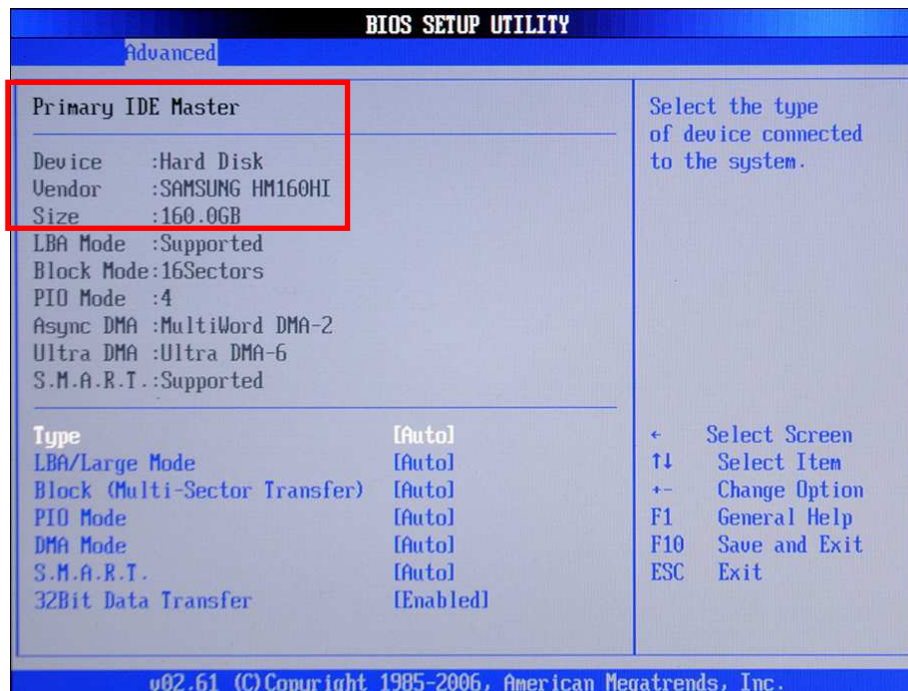 BIOS SETUP UTILITY
Advanced
Primary IDE Master
Device :Hard Disk
Vendor :SAMSUNG HM160HI
Size :160.0GB
LBA Mode :Supported
Block Mode:16Sectors
PIO Mode :4
Async DMA :MultiWord DMA-2
Ultra DMA :Ultra DMA-6
S.M.A.R.T.:Supported
Type [Auto]
LBA/Large Mode [Auto]
Block (Multi-Sector Transfer) [Auto]
PIO Mode [Auto]
DMA Mode [Auto]
S.M.A.R.T. [Auto]
32Bit Data Transfer [Enabled]
Select the type
of device connected
to the system.
← Select Screen
↑↓ Select Item
+- Change Option
F1 General Help
F10 Save and Exit
ESC Exit
v02.61 (C)Copyright 1985-2006, American Megatrends, Inc.